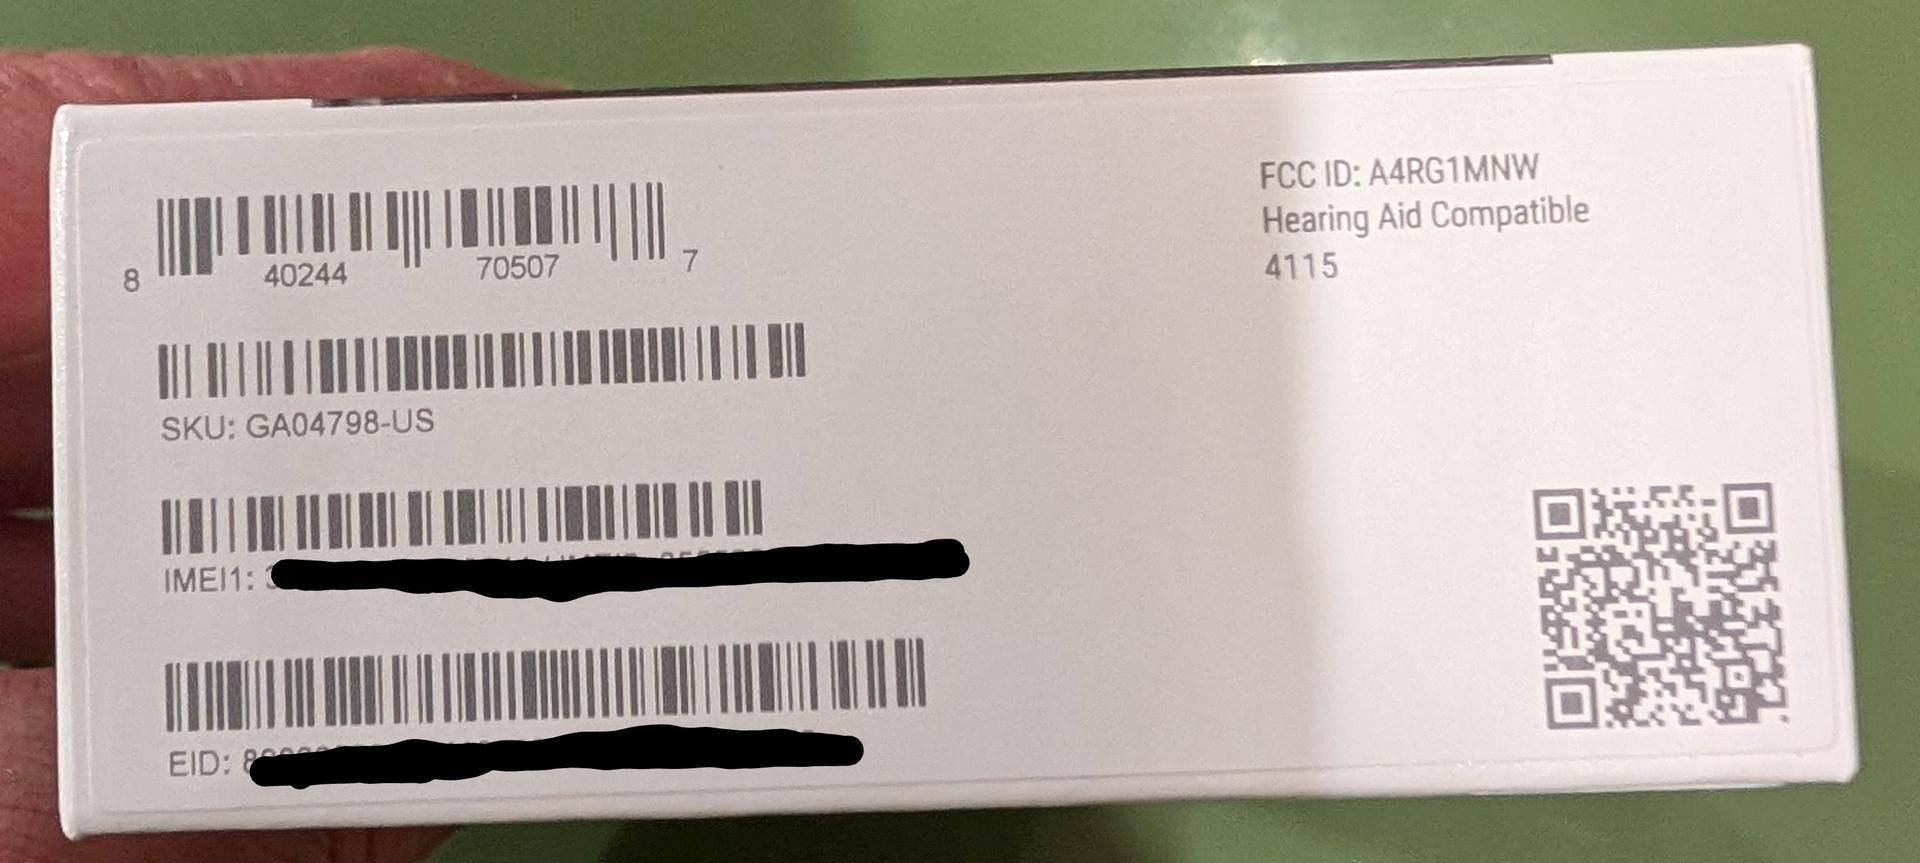 8 40244 70507 7
SKU: GA04798-US
IMEI1:
EID:
FCC ID: A4RG1MNW
Hearing Aid Compatible
4115